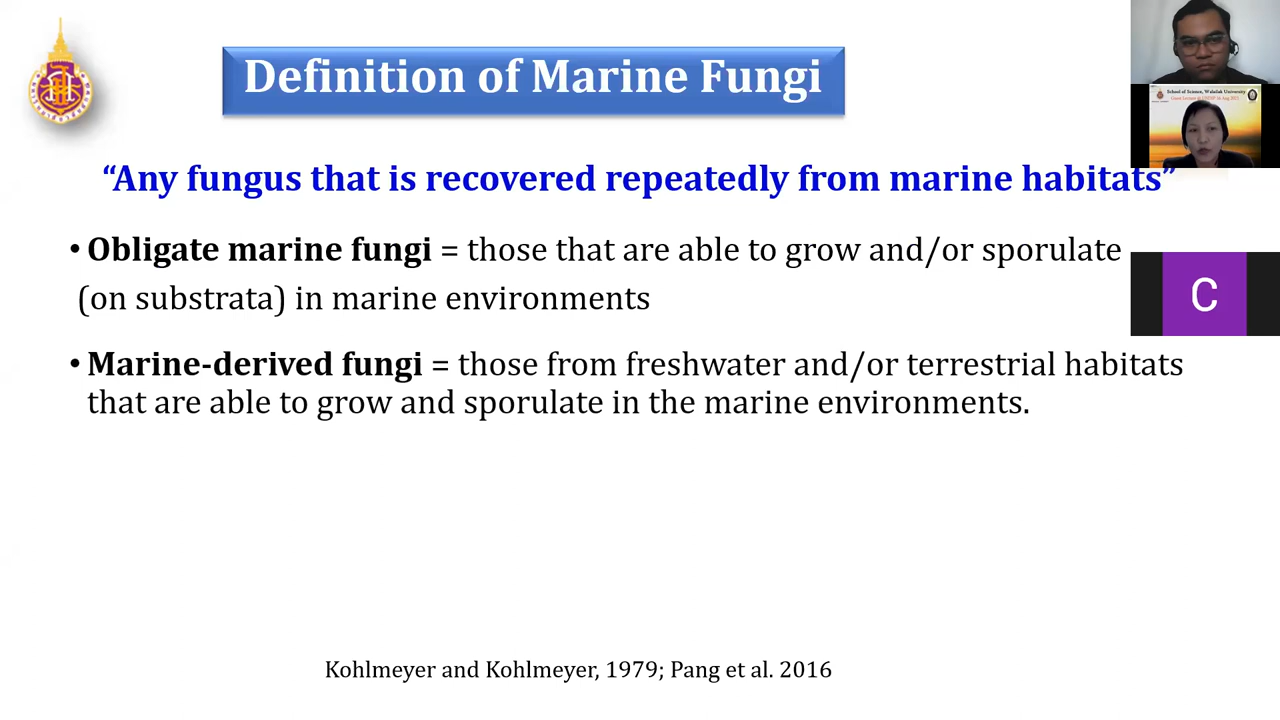 Definition of Marine Fungi
School of Science, Walailak University
“Any fungus that is recovered repeatedly from marine habitats”
• Obligate marine fungi = those that are able to grow and/or sporulate
(on substrata) in marine environments
C
• Marine-derived fungi = those from freshwater and/or terrestrial habitats
that are able to grow and sporulate in the marine environments.
Kohlmeyer and Kohlmeyer, 1979; Pang et al. 2016